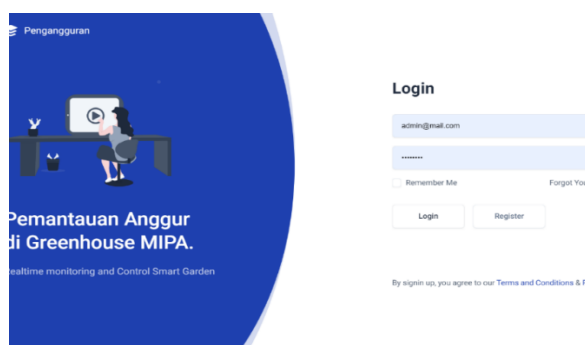 Pengangguran
Pemantauan Anggur
di Greenhouse MIPA.
Realtime monitoring and Control Smart Garden
Login
admin@mail.com
Remember Me
Forgot You
Login
Register
By signin up, you agree to our Terms and Conditions &